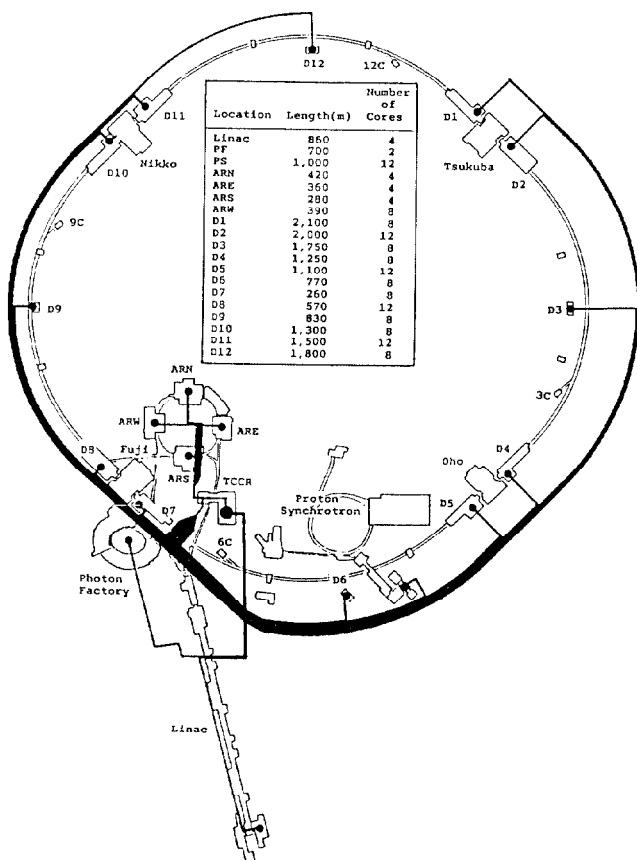 D12
12C
D11
D1
Nikko
D10
Tsukuba
D2
Number
of
Location Length(m) Cores
Linac 860 4
PF 700 2
PS 1,000 12
ARN 420 4
ARE 360 4
ARS 280 4
ARW 390 8
D1 2,100 8
D2 2,000 12
D3 1,750 8
D4 1,250 8
D5 1,100 12
D6 770 8
D7 260 8
D8 570 12
D9 830 8
D10 1,300 8
D11 1,500 12
D12 1,800 8
9C
D9
D3
ARN
3C
ARW
ARE
D8
Fuji
D4
Oho
ARS
TCCR
Proton
Synchrotron
D5
D7
6C
D6
Photon
Factory
Linac